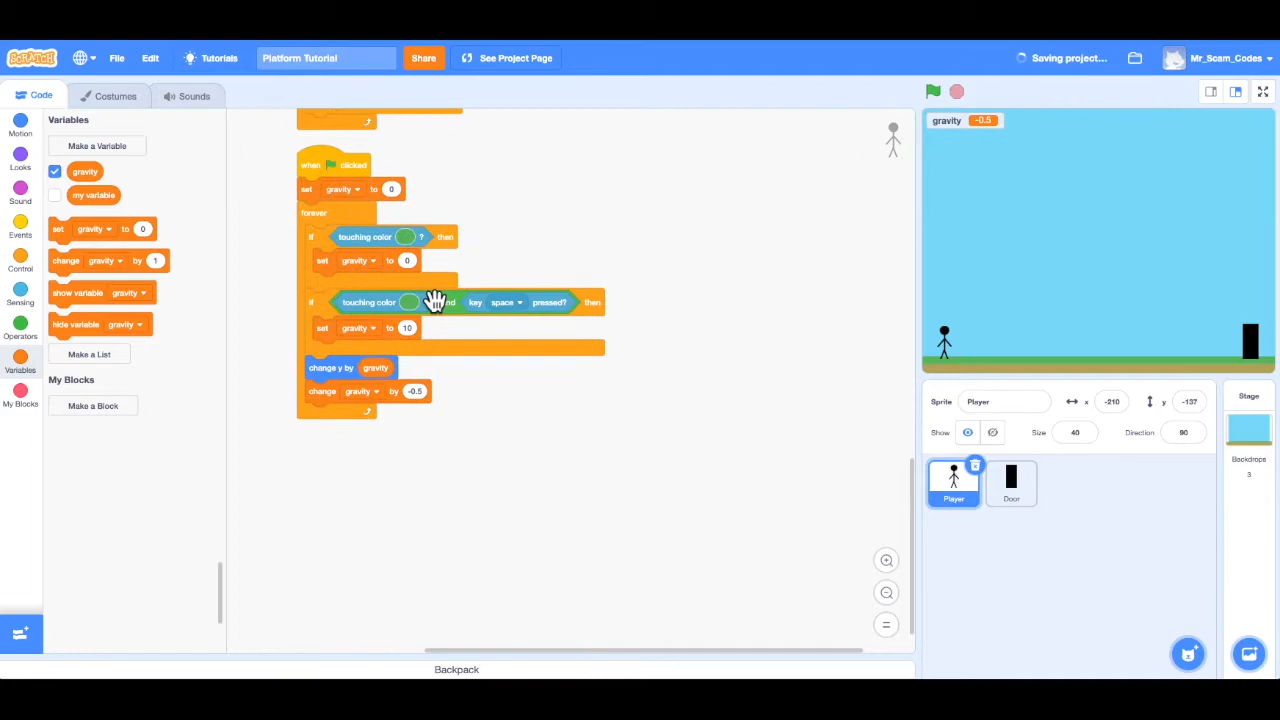 SCRATCH File Edit Tutorials Platform Tutorial Share See Project Page Saving project... Mr_Scam_Codes
Code Costumes Sounds
Motion
Looks
Sound
Events
Control
Sensing
Operators
Variables
My Blocks
Variables
Make a Variable
gravity
my variable
set gravity to 0
change gravity by 1
show variable gravity
hide variable gravity
Make a List
My Blocks
Make a Block
when clicked
set gravity to 0
forever
if touching color ? then
set gravity to 0
if touching color nd key space pressed? then
set gravity to 10
change y by gravity
change gravity by -0.5
Backpack
gravity -0.5
Sprite Player x -210 y -137
Show Size 40 Direction 90
Player
Door
Stage
Backdrops
3